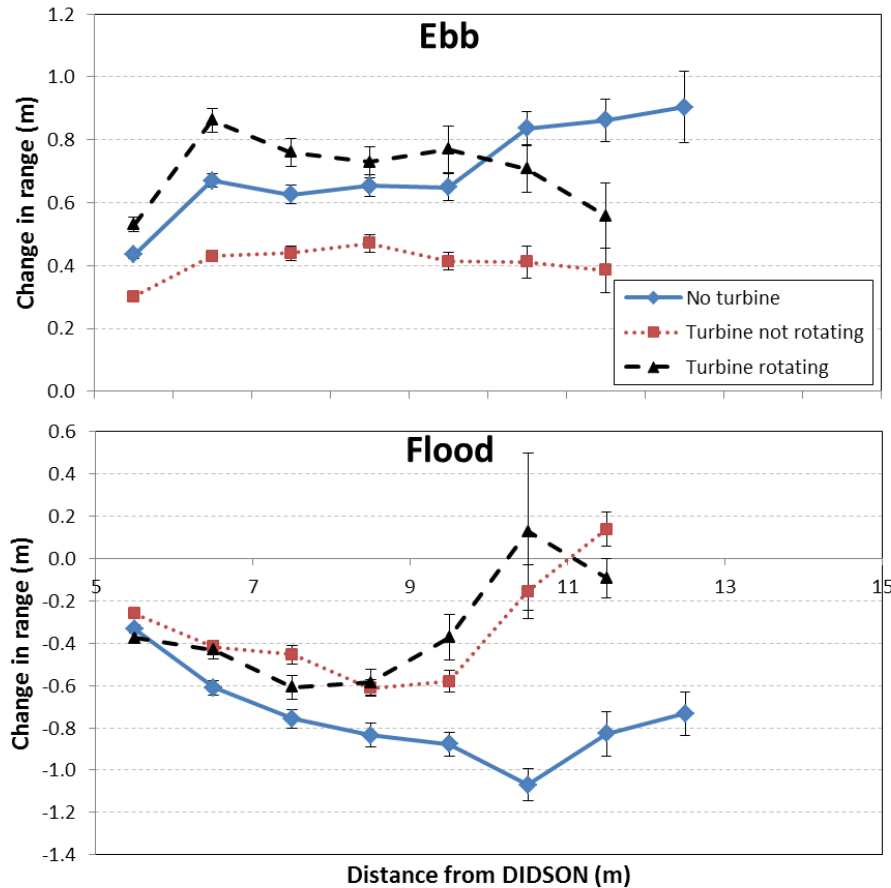 Ebb
Change in range (m)
1.2
1.0
0.8
0.6
0.4
0.2
0.0
No turbine
Turbine not rotating
Turbine rotating
Flood
Change in range (m)
0.6
0.4
0.2
0.0
-0.2
-0.4
-0.6
-0.8
-1.0
-1.2
-1.4
5 7 9 11 13 15
Distance from DIDSON (m)